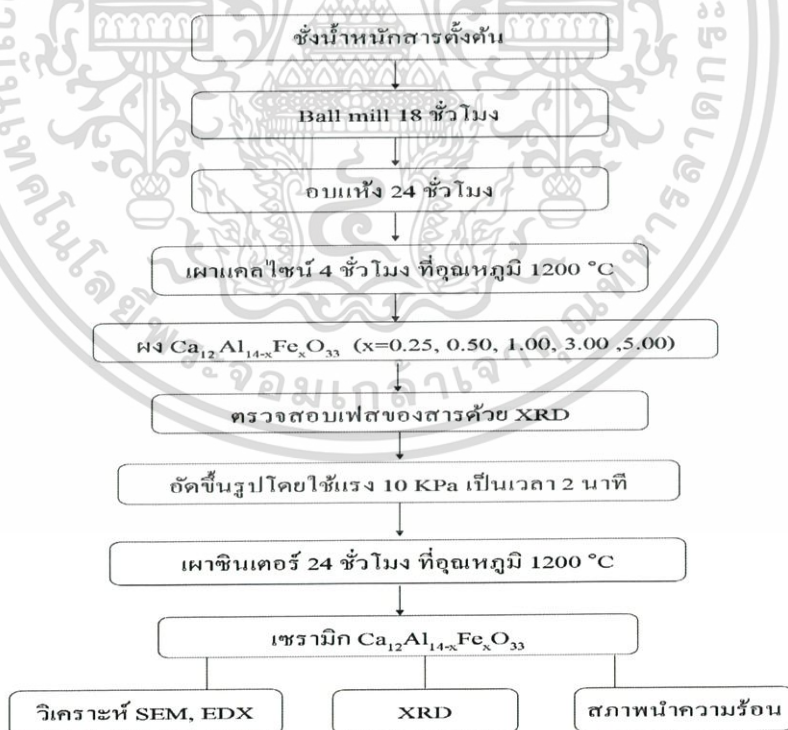 ชั่งน้ำหนักสารตั้งต้น
Ball mill 18 ชั่วโมง
อบแห้ง 24 ชั่วโมง
เผาแคลไซน์ 4 ชั่วโมง ที่อุณหภูมิ 1200 °C
ผง Ca₁₂Al₁₄₋ₓFeₓO₃₃ (x=0.25, 0.50, 1.00, 3.00 ,5.00)
ตรวจสอบเฟสของสารด้วย XRD
อัดขึ้นรูปโดยใช้แรง 10 KPa เป็นเวลา 2 นาที
เผาซินเตอร์ 24 ชั่วโมง ที่อุณหภูมิ 1200 °C
เซรามิก Ca₁₂Al₁₄₋ₓFeₓO₃₃
วิเคราะห์ SEM, EDX
XRD
สภาพนำความร้อน